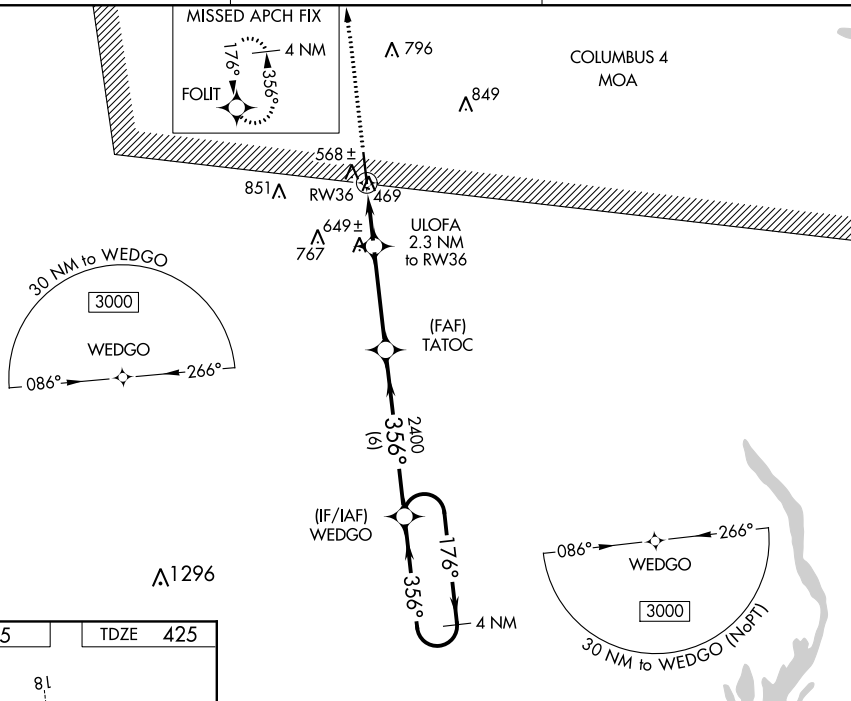 MISSED APCH FIX
4 NM
176°
356°
FOLIT
796
849
COLUMBUS 4
MOA
568 ±
851
RW36
469
649 ±
767
ULOFA
2.3 NM
to RW36
30 NM to WEDGO
3000
WEDGO
086°
266°
(FAF)
TATOC
2400
356°
(6)
(IF/IAF)
WEDGO
176°
356°
4 NM
1296
086°
266°
WEDGO
3000
30 NM to WEDGO (NoPT)
5
TDZE 425
18